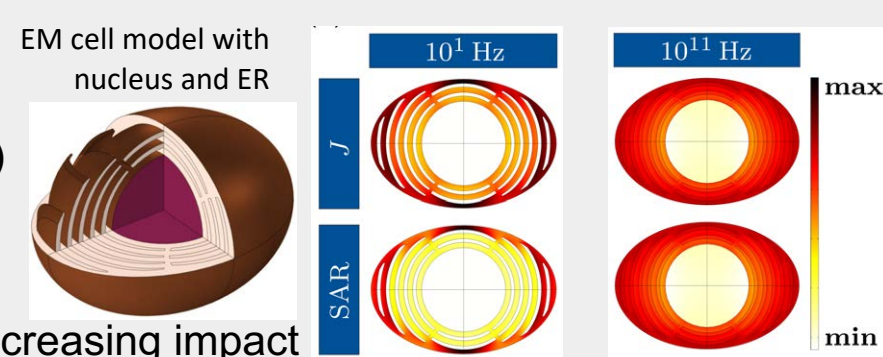 EM cell model with
nucleus and ER
)
creasing impact
10¹ Hz
10¹¹ Hz
J
SAR
max
min